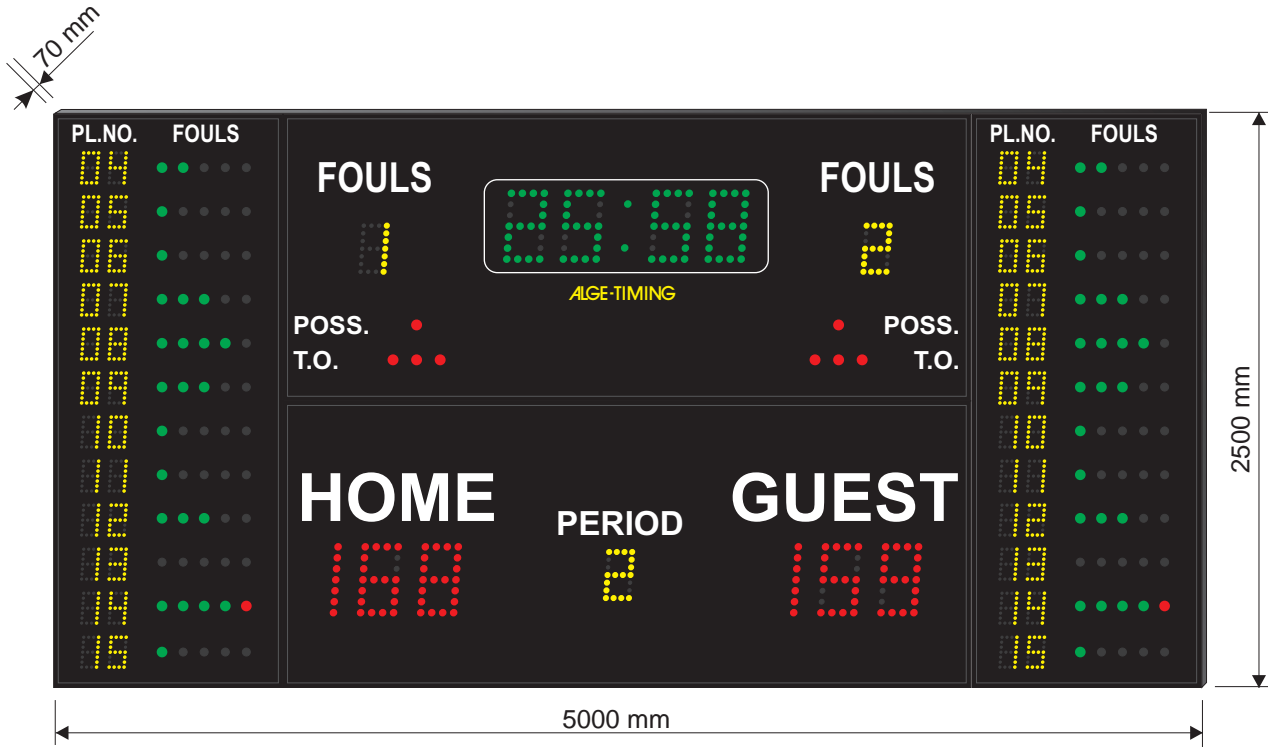 70 mm
PL.NO. FOULS
04
05
06
07
08
09
10
11
12
13
14
15
FOULS
1
25:58
ALGE-TIMING
FOULS
2
POSS.
T.O.
POSS.
T.O.
HOME
168
PERIOD
2
GUEST
159
PL.NO. FOULS
04
05
06
07
08
09
10
11
12
13
14
15
2500 mm
5000 mm